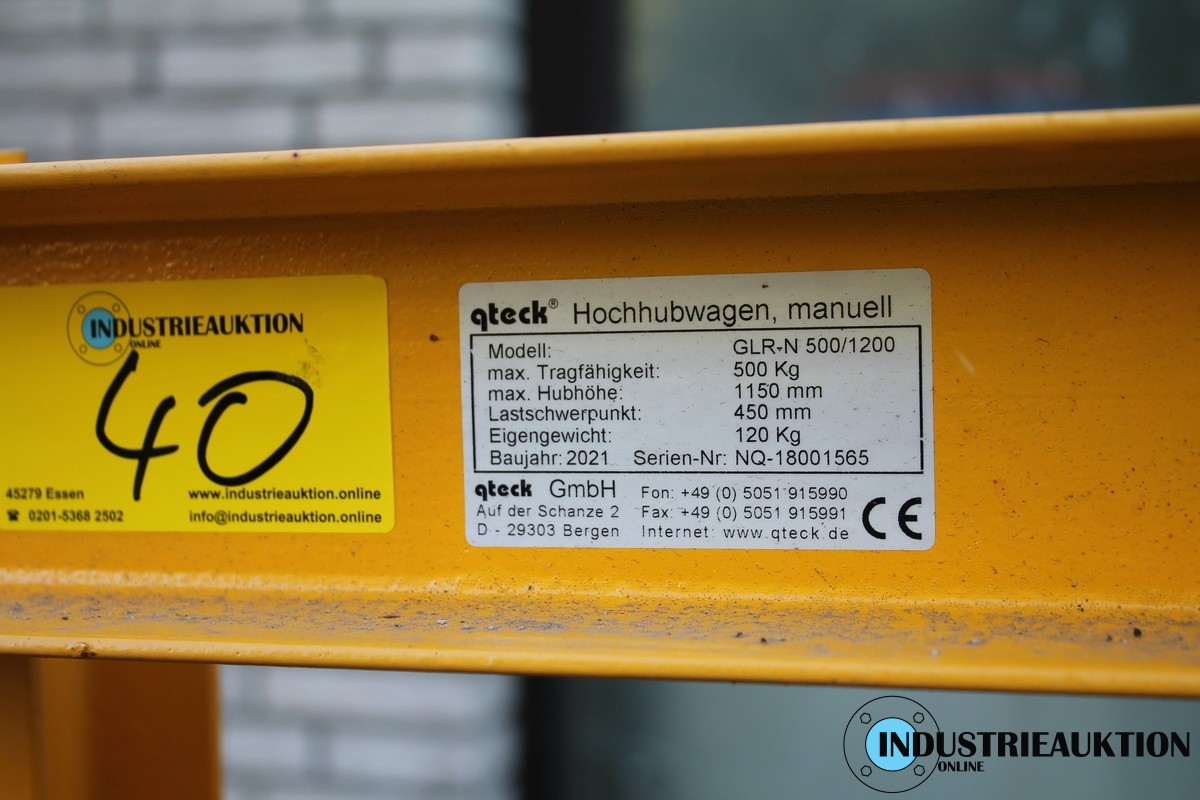 INDUSTRIEAUKTION
ONLINE
40
45279 Essen
www.industrieauktion.online
☎ 0201-5368 2502
info@industrieauktion.online
qteck® Hochhubwagen, manuell
Modell: GLR-N 500/1200
max. Tragfähigkeit: 500 Kg
max. Hubhöhe: 1150 mm
Lastschwerpunkt: 450 mm
Eigengewicht: 120 Kg
Baujahr: 2021 Serien-Nr: NQ-18001565
qteck GmbH Fon: +49 (0) 5051 915990
Auf der Schanze 2 Fax: +49 (0) 5051 915991
D - 29303 Bergen Internet: www.qteck.de
CE
INDUSTRIEAUKTION
ONLINE